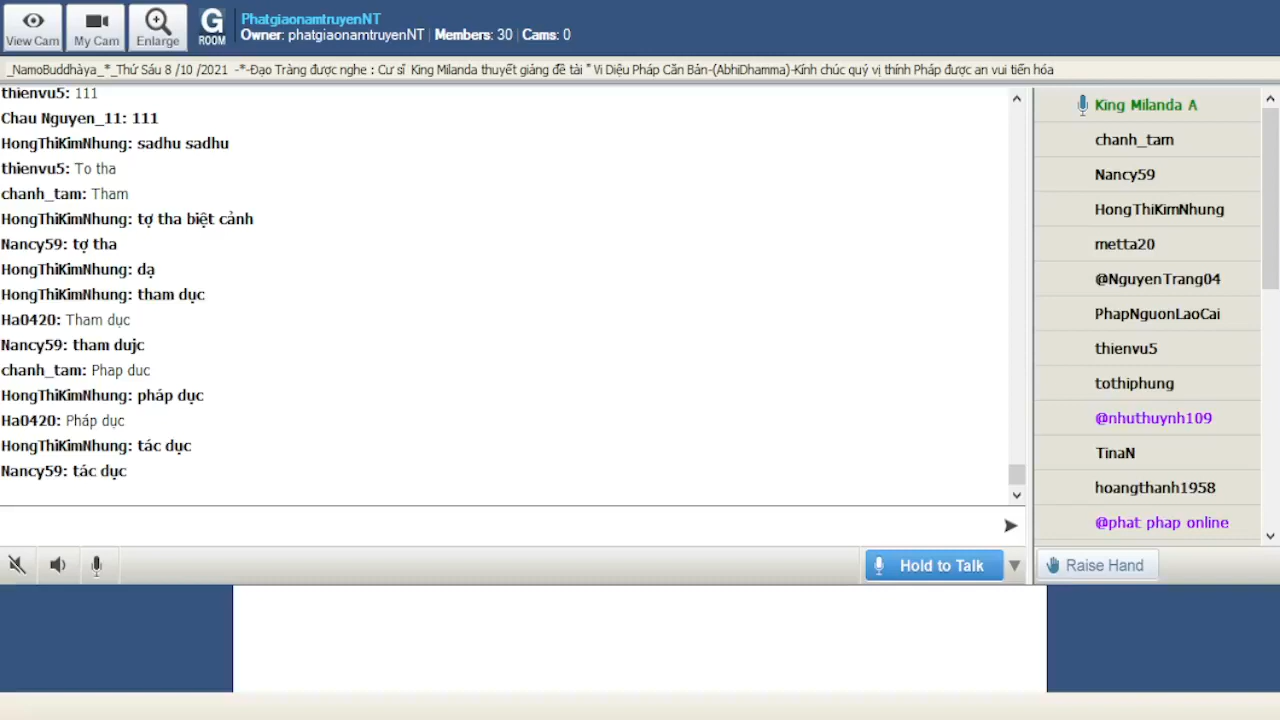 View Cam
My Cam
Enlarge
G
ROOM
PhatgiaonamtruyenNT
Owner: phatgiaonamtruyenNT | Members: 30 | Cams: 0
_NamoBuddhàya_*_Thứ Sáu 8 /10 /2021 -*-Đạo Tràng được nghe : Cư sĩ King Milanda thuyết giảng đề tài " Vi Diệu Pháp Căn Bản-(AbhiDhamma)-Kính chúc quý vị thính Pháp được an vui tiến hóa
thienvu5: 111
Chau Nguyen_11: 111
HongThiKimNhung: sadhu sadhu
thienvu5: To tha
chanh_tam: Tham
HongThiKimNhung: tợ tha biệt cảnh
Nancy59: tợ tha
HongThiKimNhung: dạ
HongThiKimNhung: tham dục
Ha0420: Tham dục
Nancy59: tham dujc
chanh_tam: Phap duc
HongThiKimNhung: pháp dục
Ha0420: Pháp dục
HongThiKimNhung: tác dục
Nancy59: tác dục
King Milanda A
chanh_tam
Nancy59
HongThiKimNhung
metta20
@NguyenTrang04
PhapNguonLaoCai
thienvu5
tothiphung
@nhuthuynh109
TinaN
hoangthanh1958
@phat phap online
Hold to Talk
Raise Hand